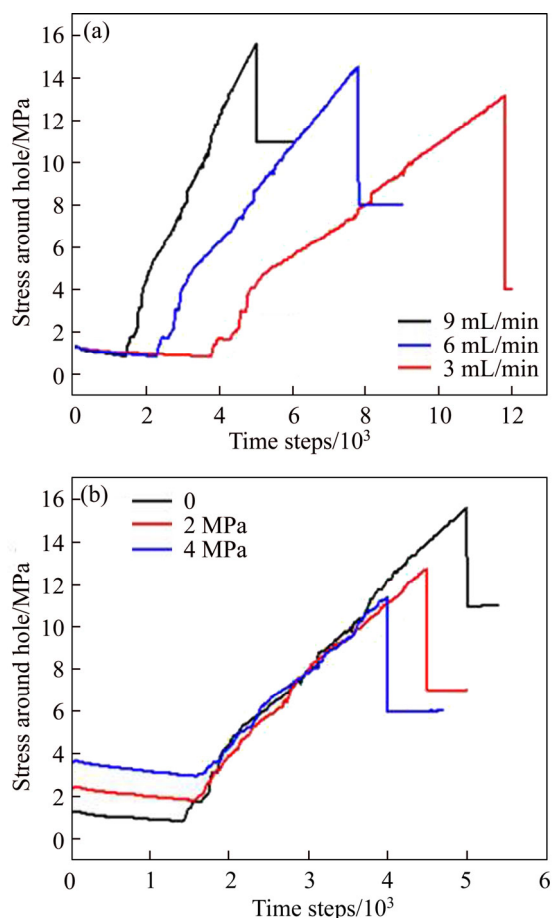 (a)
16
14
12
10
8
6
4
2
0
Stress around hole/MPa
9 mL/min
6 mL/min
3 mL/min
0 2 4 6 8 10 12
Time steps/10³
(b)
16
14
12
10
8
6
4
2
0
Stress around hole/MPa
0
2 MPa
4 MPa
0 1 2 3 4 5 6
Time steps/10³